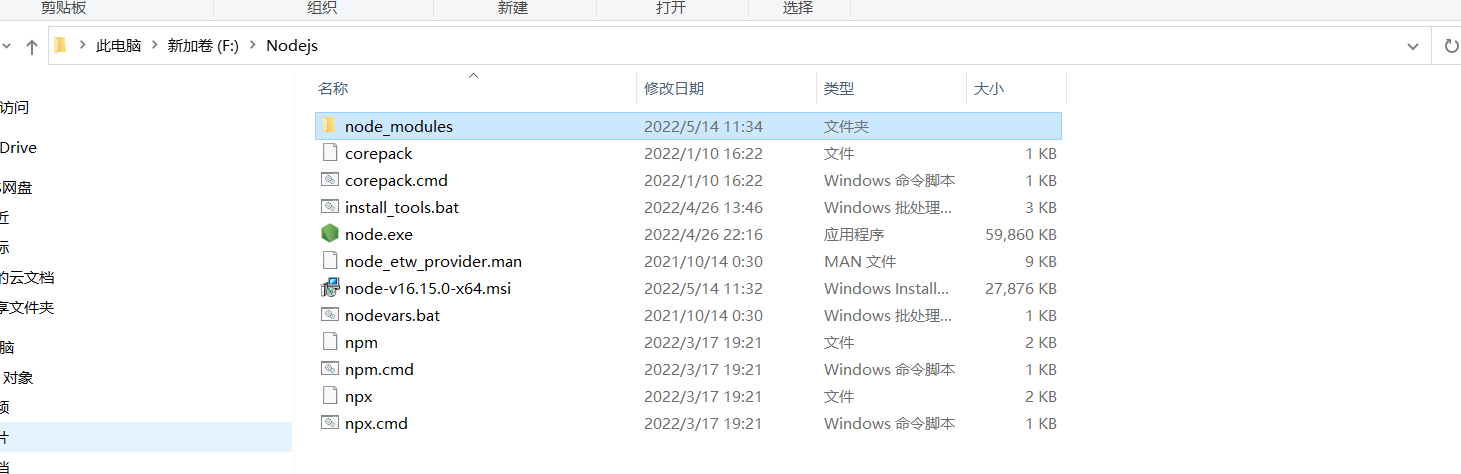 剪贴板 组织 新建 打开 选择
此电脑 新加卷 (F:) Nodejs
名称 修改日期 类型 大小
访问
node_modules 2022/5/14 11:34 文件夹
Drive
corepack 2022/1/10 16:22 文件 1 KB
corepack.cmd 2022/1/10 16:22 Windows 命令脚本 1 KB
网盘
install_tools.bat 2022/4/26 13:46 Windows 批处理... 3 KB
近
node.exe 2022/4/26 22:16 应用程序 59,860 KB
标
node_etw_provider.man 2021/10/14 0:30 MAN 文件 9 KB
的云文档
node-v16.15.0-x64.msi 2022/5/14 11:32 Windows Install... 27,876 KB
享文件夹
nodevars.bat 2021/10/14 0:30 Windows 批处理... 1 KB
脑
npm 2022/3/17 19:21 文件 2 KB
npm.cmd 2022/3/17 19:21 Windows 命令脚本 1 KB
对象
npx 2022/3/17 19:21 文件 2 KB
频
npx.cmd 2022/3/17 19:21 Windows 命令脚本 1 KB
片
档